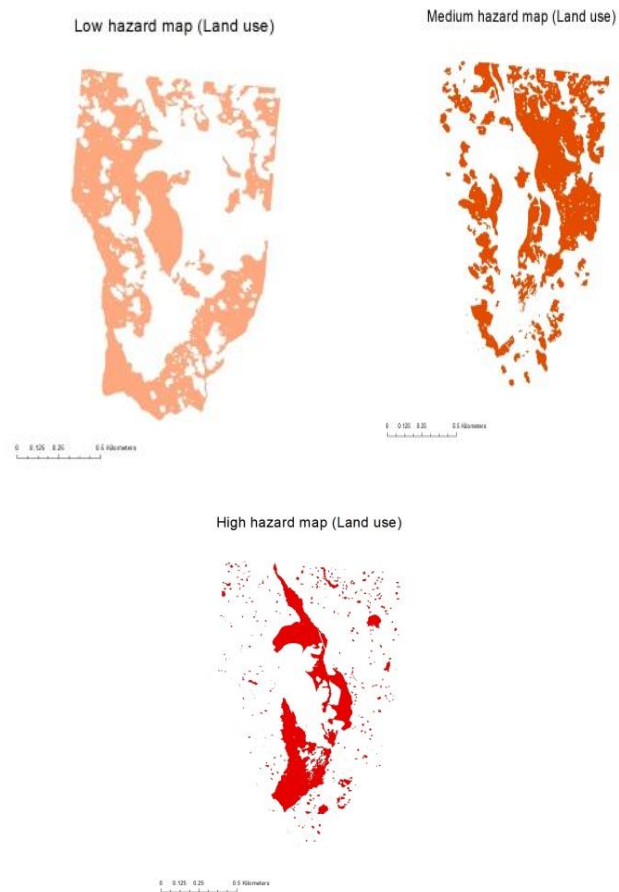 Low hazard map (Land use)
Medium hazard map (Land use)
0 0.125 0.25 0.5 Kilometers
0 0.125 0.25 0.5 Kilometers
High hazard map (Land use)
0 0.125 0.25 0.5 Kilometers